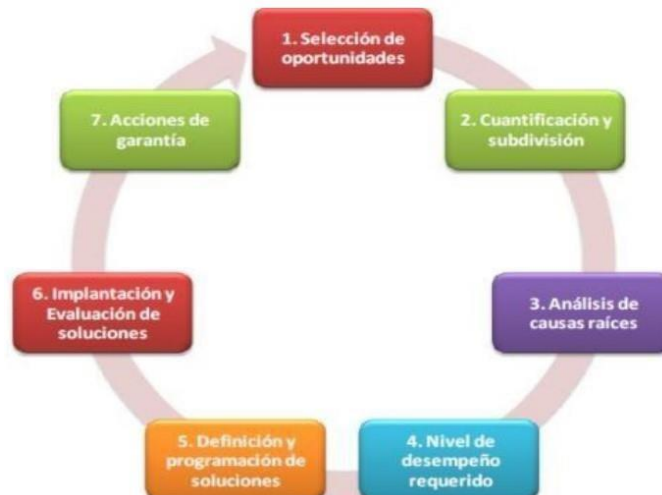 1. Selección de
oportunidades
2. Cuantificación y
subdivisión
3. Análisis de
causas raíces
4. Nivel de
desempeño
requerido
5. Definición y
programación de
soluciones
6. Implantación y
Evaluación de
soluciones
7. Acciones de
garantía